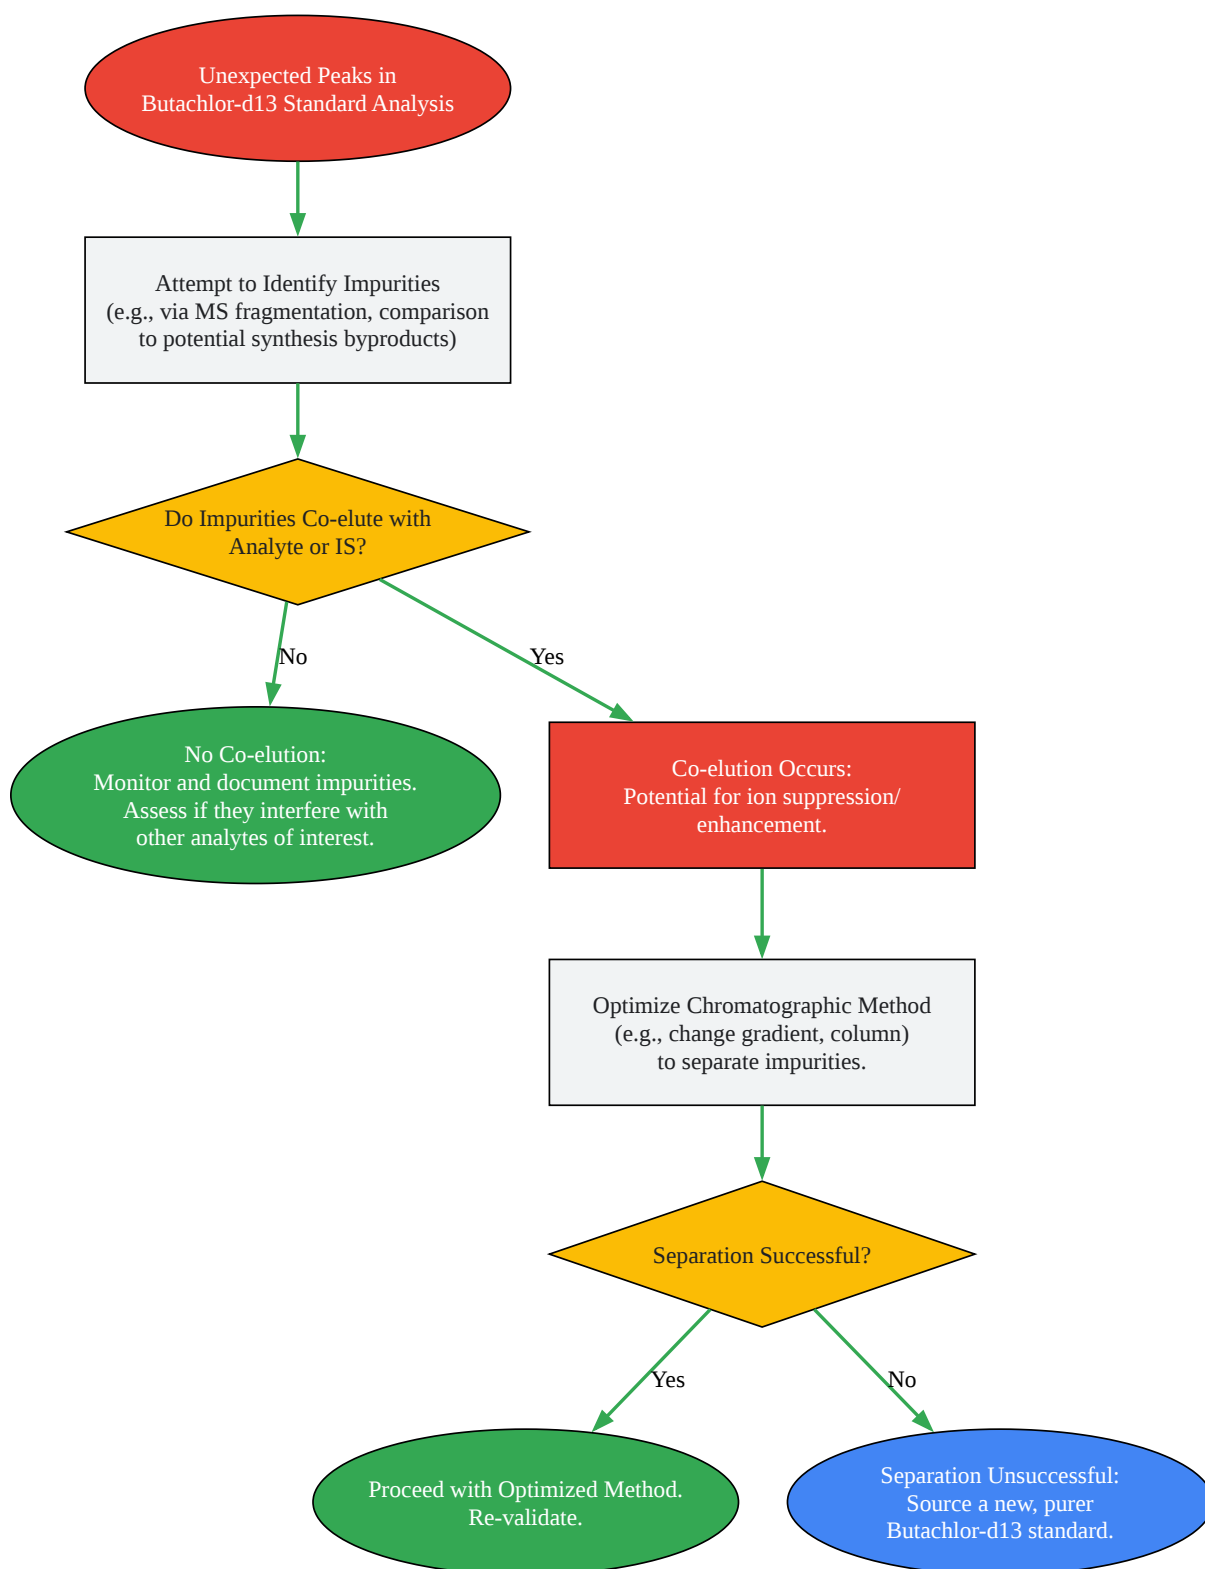 Unexpected Peaks in
Butachlor-d13 Standard Analysis
Attempt to Identify Impurities
(e.g., via MS fragmentation, comparison
to potential synthesis byproducts)
Do Impurities Co-elute with
Analyte or IS?
No
Yes
No Co-elution:
Monitor and document impurities.
Assess if they interfere with
other analytes of interest.
Co-elution Occurs:
Potential for ion suppression/
enhancement.
Optimize Chromatographic Method
(e.g., change gradient, column)
to separate impurities.
Separation Successful?
Yes
No
Proceed with Optimized Method.
Re-validate.
Separation Unsuccessful:
Source a new, purer
Butachlor-d13 standard.